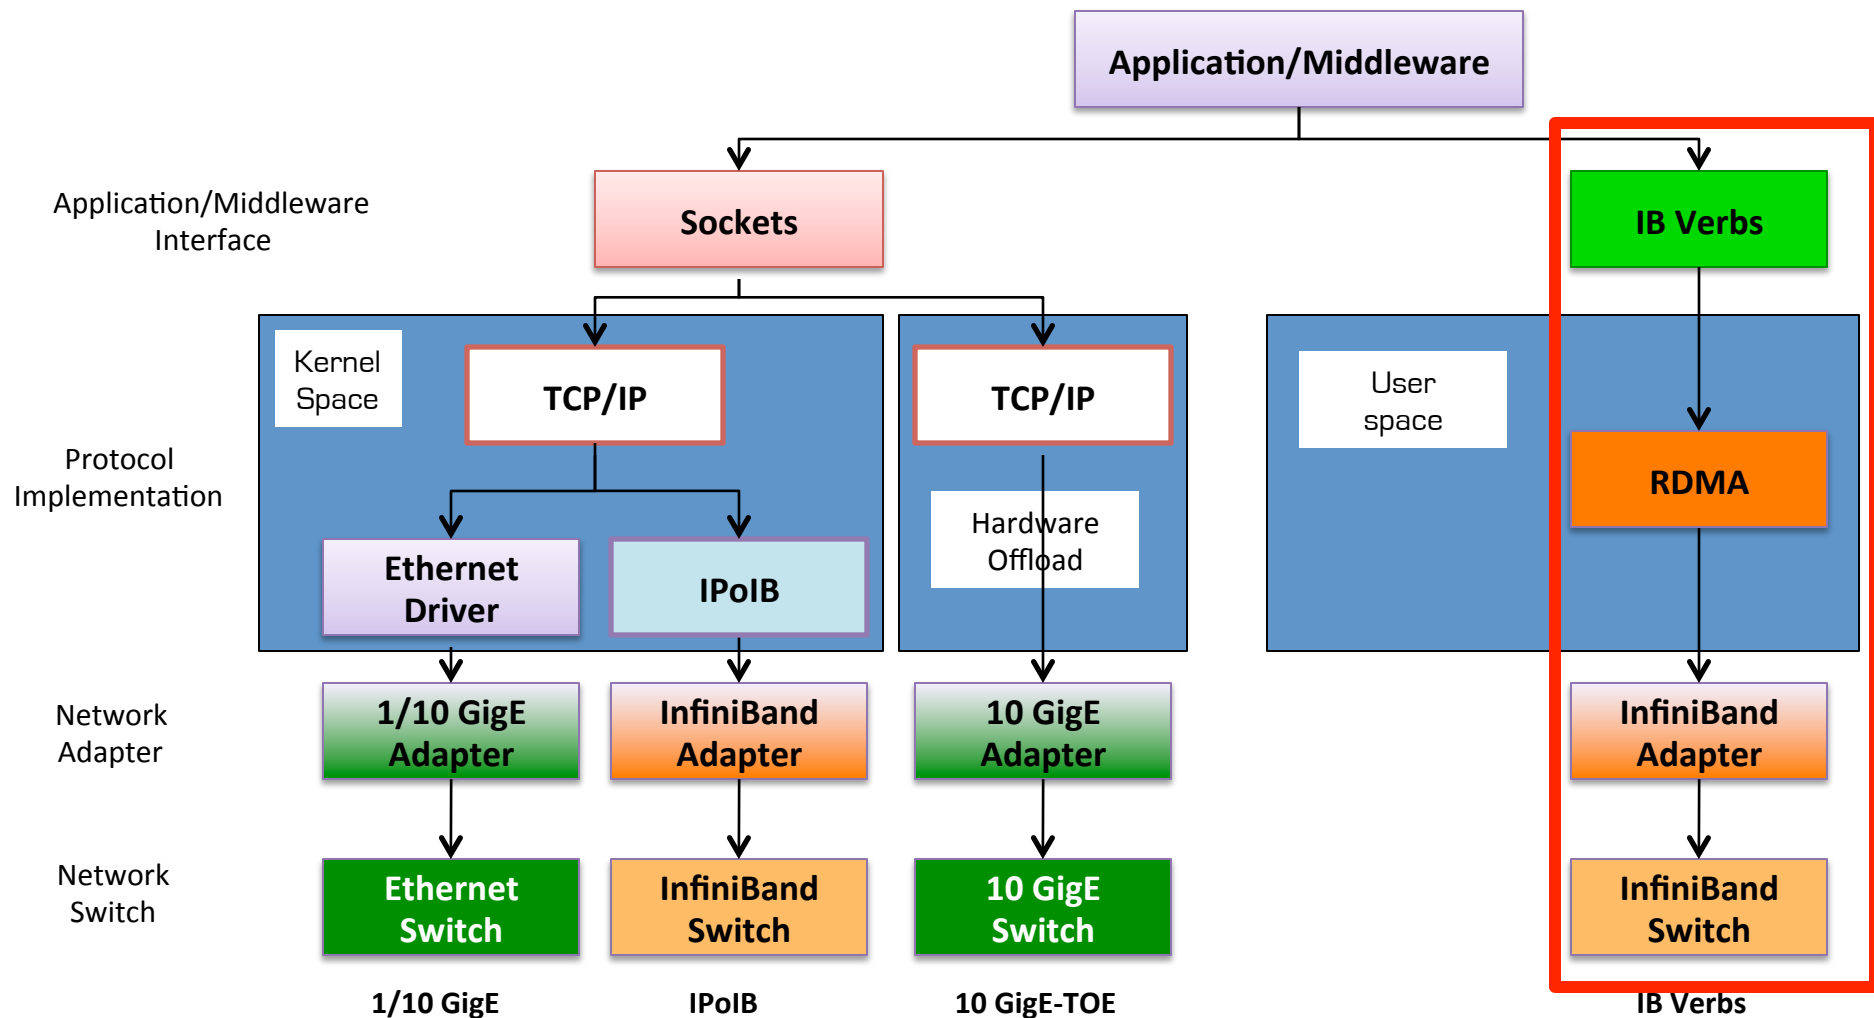 Application/Middleware
Application/Middleware
Interface
Sockets
IB Verbs
Kernel
Space
TCP/IP
TCP/IP
User
space
Protocol
Implementation
RDMA
Hardware
Offload
Ethernet
Driver
IPoIB
Network
Adapter
1/10 GigE
Adapter
InfiniBand
Adapter
10 GigE
Adapter
InfiniBand
Adapter
Network
Switch
Ethernet
Switch
InfiniBand
Switch
10 GigE
Switch
InfiniBand
Switch
1/10 GigE
IPoIB
10 GigE-TOE
IB Verbs